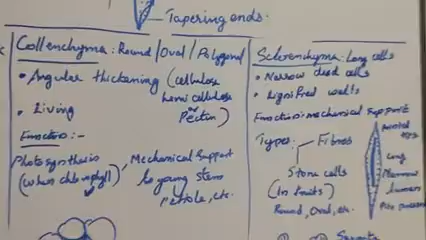 Tapering ends.
Collenchyma: Round / Oval / Polygonal
• Angular thickening (cellulose
hemicellulose
or
Pectin)
• Living
Function:-
Photosynthesis
(when chlorophyll)
, Mechanical Support
to young stem
petiole, etc.
Sclerenchyma: Long cells
• Narrow dead cells
• Lignified walls
Function: mechanical Support
Types
Fibres
Stone cells
(In fruits)
Round, Oval, etc.
Long
Narrow
lumen